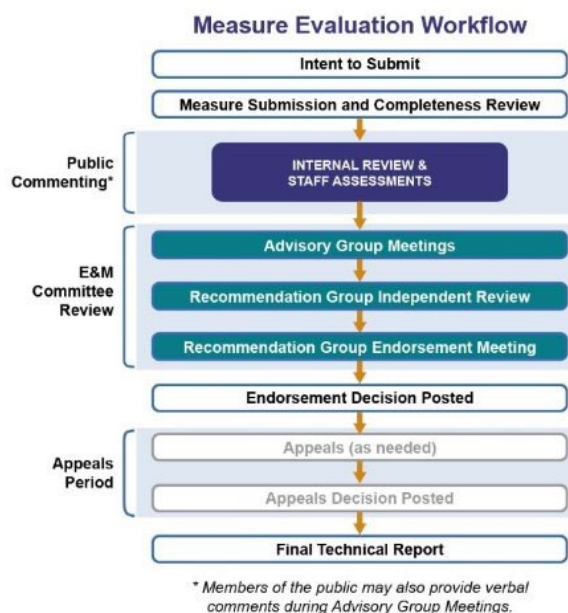 Measure Evaluation Workflow
Intent to Submit
Measure Submission and Completeness Review
Public
Commenting*
INTERNAL REVIEW &
STAFF ASSESSMENTS
E&M
Committee
Review
Advisory Group Meetings
Recommendation Group Independent Review
Recommendation Group Endorsement Meeting
Endorsement Decision Posted
Appeals
Period
Appeals (as needed)
Appeals Decision Posted
Final Technical Report
* Members of the public may also provide verbal
comments during Advisory Group Meetings.